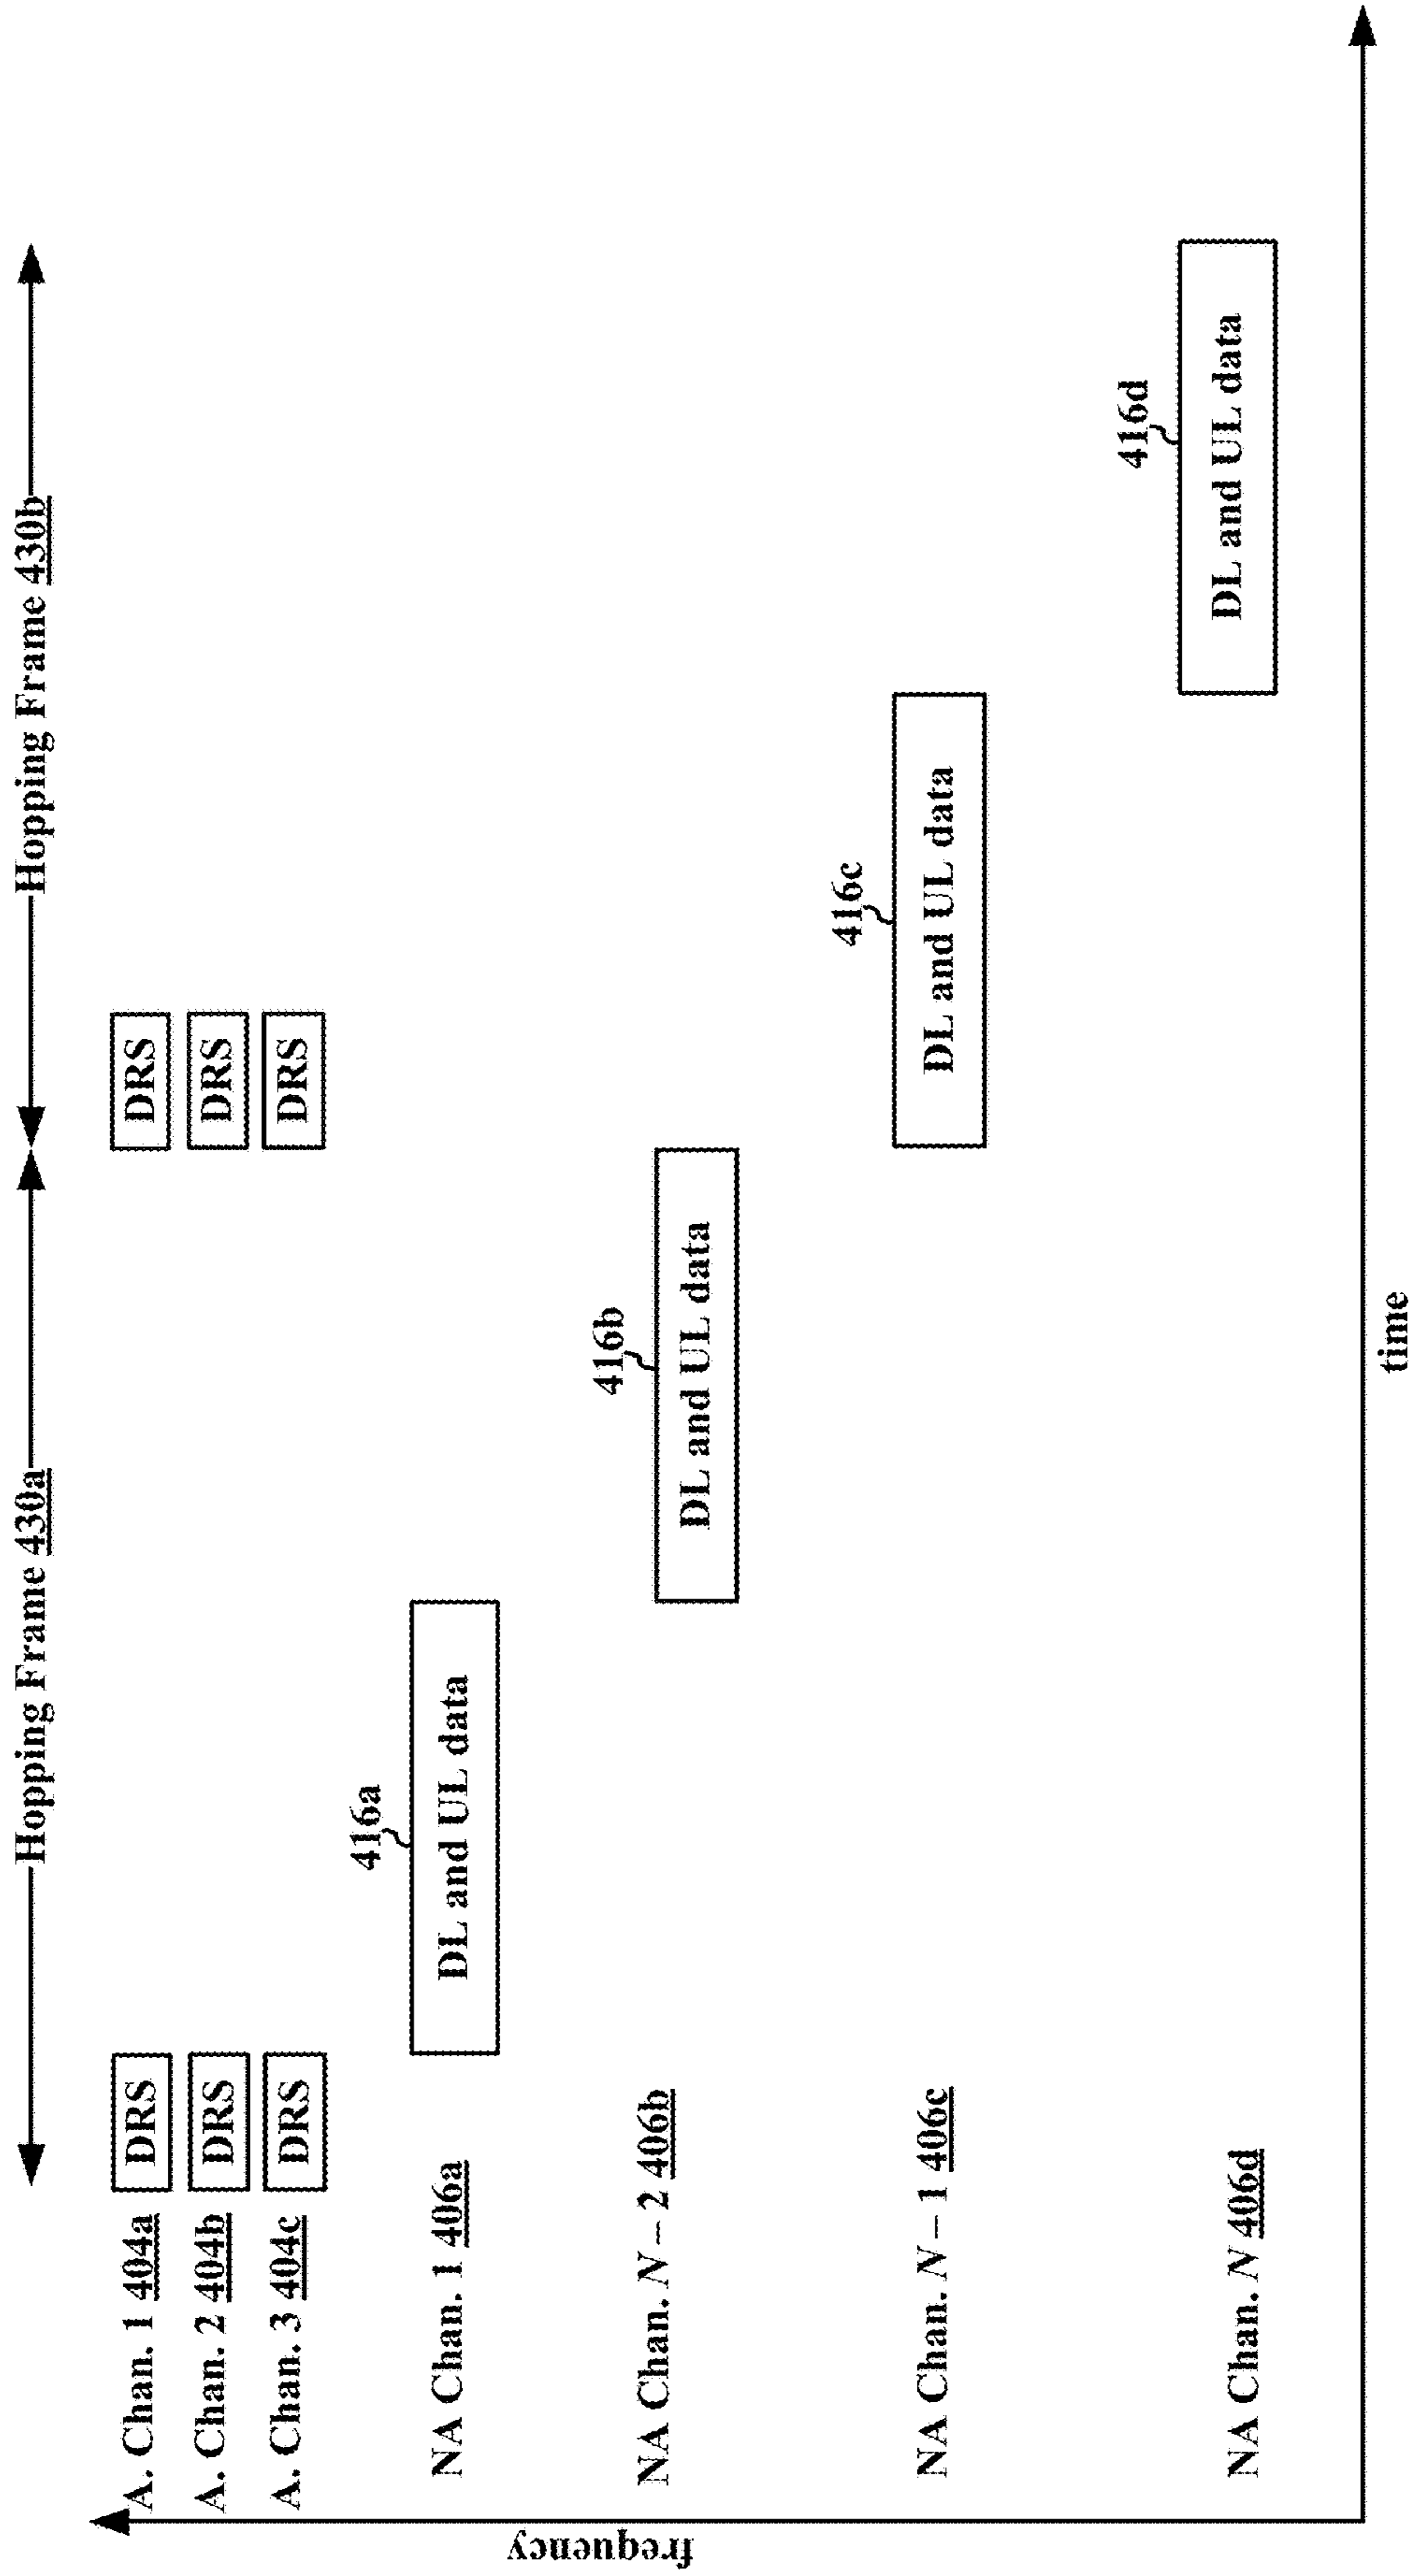 Hopping Frame 430a
Hopping Frame 430b
A. Chan. 1 404a
DRS
DRS
A. Chan. 2 404b
DRS
DRS
A. Chan. 3 404c
DRS
DRS
416a
NA Chan. 1 406a
DL and UL data
416b
NA Chan. N – 2 406b
DL and UL data
416c
NA Chan. N – 1 406c
DL and UL data
416d
NA Chan. N 406d
DL and UL data
frequency
time